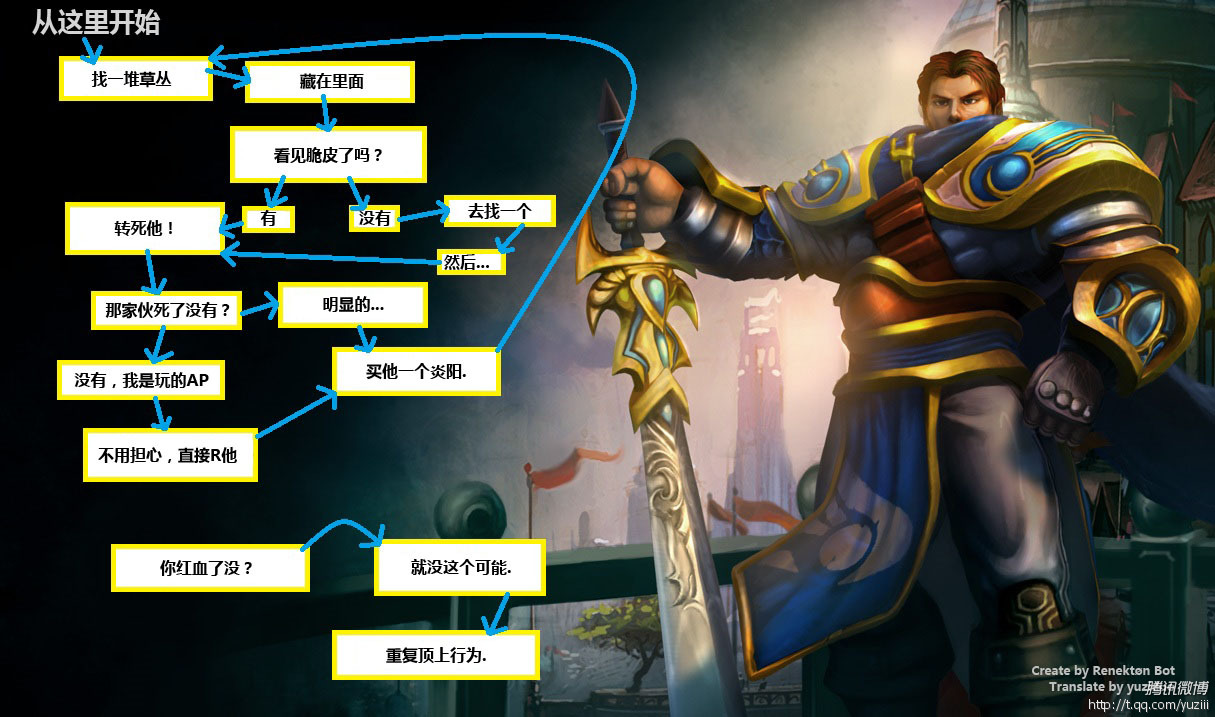 从这里开始
找一堆草丛
藏在里面
看见脆皮了吗？
有
没有
去找一个
转死他！
然后...
那家伙死了没有？
明显的...
没有，我是玩的AP
买他一个炎阳.
不用担心，直接R他
你红血了没？
就没这个可能.
重复顶上行为.
Create by Renekton Bot
Translate by yuz
腾讯微博
http://t.qq.com/yuziii